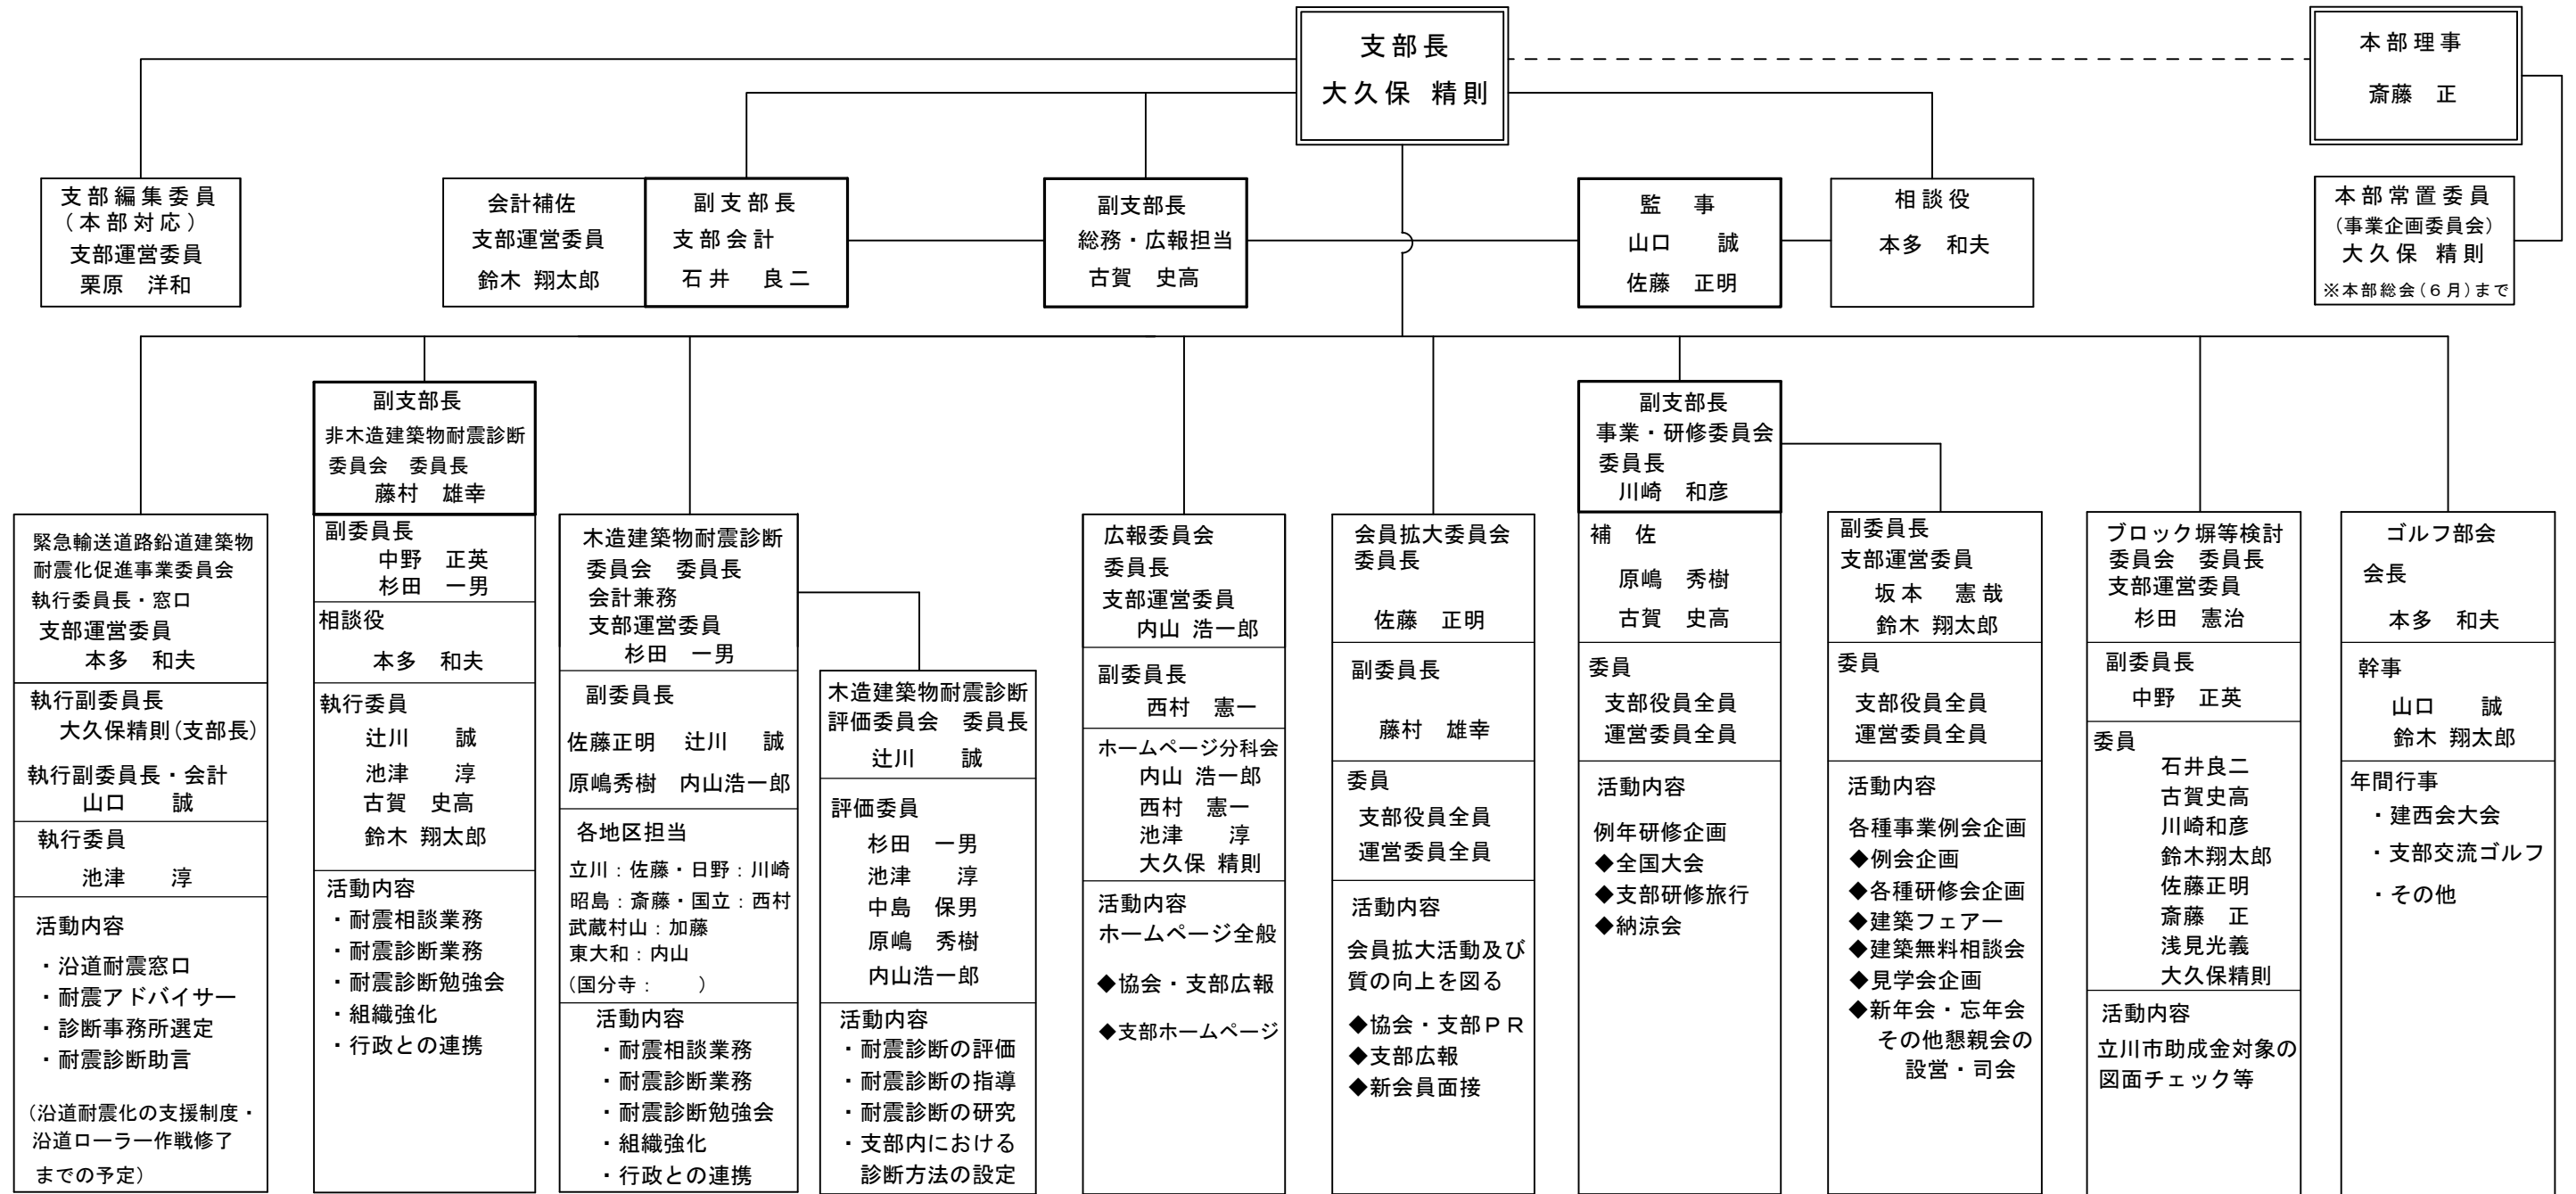 支部長
大久保 精則
本部理事
斎藤 正
支部編集委員
(本部対応)
支部運営委員
栗原 洋和
会計補佐
支部運営委員
鈴木 翔太郎
副支部長
支部会計
石井 良二
副支部長
総務・広報担当
古賀 史高
監 事
山口 誠
佐藤 正明
相談役
本多 和夫
本部常置委員
(事業企画委員会)
大久保 精則
※本部総会(6月)まで
緊急輸送道路鉛道建築物
耐震化促進事業委員会
執行委員長・窓口
支部運営委員
本多 和夫
執行副委員長
大久保精則(支部長)
執行副委員長・会計
山口 誠
執行委員
池津 淳
活動内容
・沿道耐震窓口
・耐震アドバイサー
・診断事務所選定
・耐震診断助言
(沿道耐震化の支援制度・
沿道ローラー作戦修了
までの予定)
副支部長
非木造建築物耐震診断
委員会 委員長
藤村 雄幸
副委員長
中野 正英
杉田 一男
相談役
本多 和夫
執行委員
辻川 誠
池津 淳
古賀 史高
鈴木 翔太郎
活動内容
・耐震相談業務
・耐震診断業務
・耐震診断勉強会
・組織強化
・行政との連携
木造建築物耐震診断
委員会 委員長
会計兼務
支部運営委員
杉田 一男
副委員長
佐藤正明 辻川 誠
原嶋秀樹 内山浩一郎
各地区担当
立川：佐藤・日野：川崎
昭島：斎藤・国立：西村
武蔵村山：加藤
東大和：内山
(国分寺： )
活動内容
・耐震相談業務
・耐震診断業務
・耐震診断勉強会
・組織強化
・行政との連携
木造建築物耐震診断
評価委員会 委員長
辻川 誠
評価委員
杉田 一男
池津 淳
中島 保男
原嶋 秀樹
内山浩一郎
活動内容
・耐震診断の評価
・耐震診断の指導
・耐震診断の研究
・支部内における
診断方法の設定
広報委員会
委員長
支部運営委員
内山 浩一郎
副委員長
西村 憲一
ホームページ分科会
内山 浩一郎
西村 憲一
池津 淳
大久保 精則
活動内容
ホームページ全般
◆協会・支部広報
◆支部ホームページ
会員拡大委員会
委員長
佐藤 正明
副委員長
藤村 雄幸
委員
支部役員全員
運営委員全員
活動内容
会員拡大活動及び
質の向上を図る
◆協会・支部PR
◆支部広報
◆新会員面接
副支部長
事業・研修委員会
委員長
川崎 和彦
補 佐
原嶋 秀樹
古賀 史高
委員
支部役員全員
運営委員全員
活動内容
例年研修企画
◆全国大会
◆支部研修旅行
◆納涼会
副委員長
支部運営委員
坂本 憲哉
鈴木 翔太郎
委員
支部役員全員
運営委員全員
活動内容
各種事業例会企画
◆例会企画
◆各種研修会企画
◆建築フェアー
◆建築無料相談会
◆見学会企画
◆新年会・忘年会
その他懇親会の
設営・司会
ブロック塀等検討
委員会 委員長
支部運営委員
杉田 憲治
副委員長
中野 正英
委員
石井良二
古賀史高
川崎和彦
鈴木翔太郎
佐藤正明
斎藤 正
浅見光義
大久保精則
活動内容
立川市助成金対象の
図面チェック等
ゴルフ部会
会長
本多 和夫
幹事
山口 誠
鈴木 翔太郎
年間行事
・建西会大会
・支部交流ゴルフ
・その他